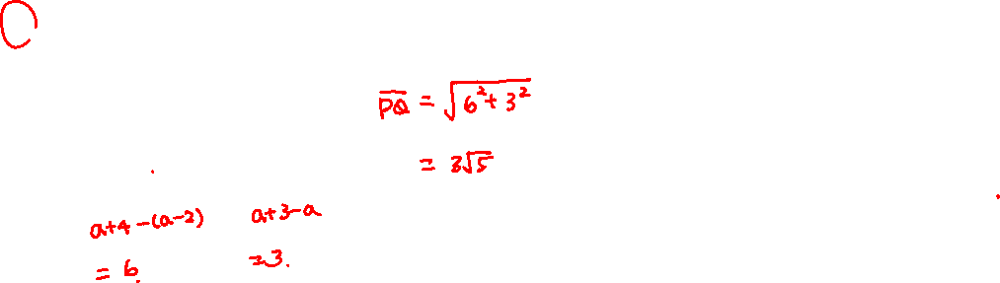 PQ̅ = √(6²+3²)
= 3√5
a+4-(a-2) a+3-a
= 6. =3.